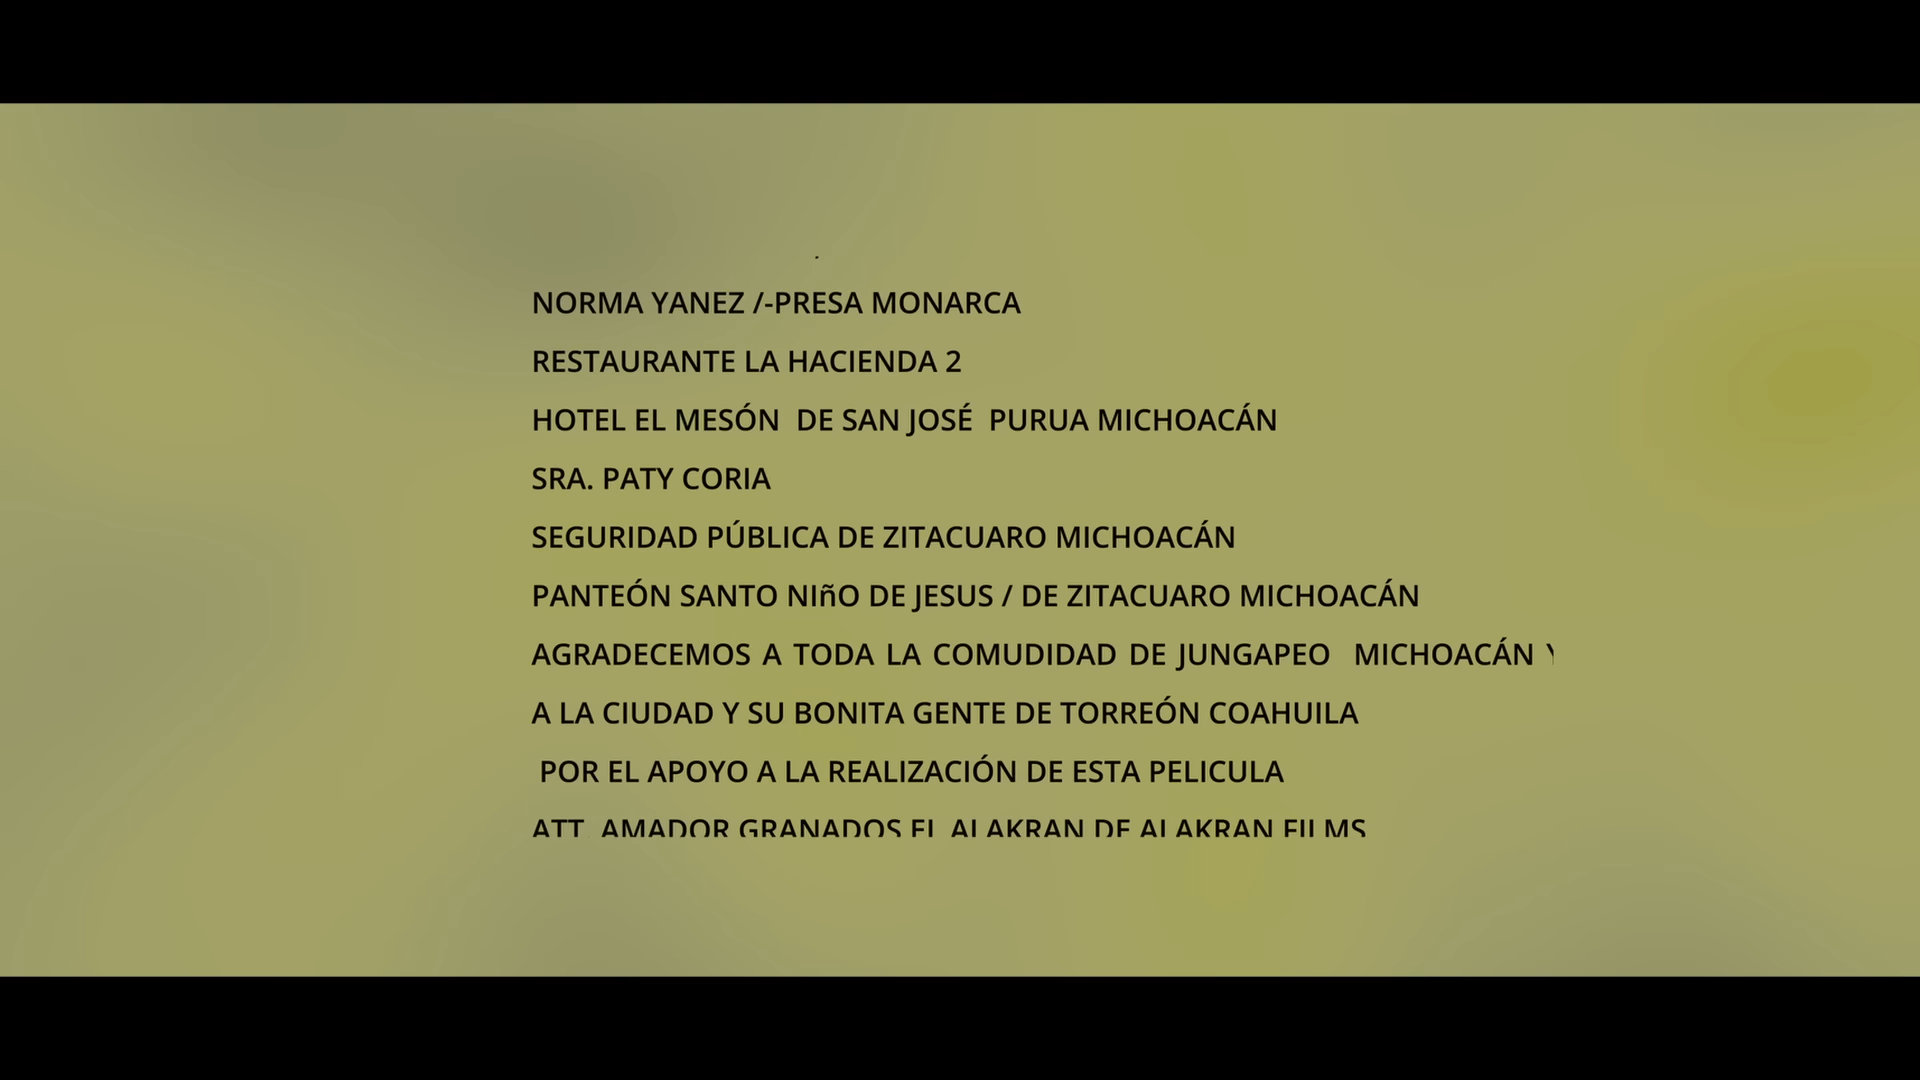 NORMA YANEZ /-PRESA MONARCA
RESTAURANTE LA HACIENDA 2
HOTEL EL MESÓN  DE SAN JOSÉ  PURUA MICHOACÁN
SRA. PATY CORIA
SEGURIDAD PÚBLICA DE ZITACUARO MICHOACÁN
PANTEÓN SANTO NIñO DE JESUS / DE ZITACUARO MICHOACÁN
AGRADECEMOS A TODA LA COMUDIDAD DE JUNGAPEO  MICHOACÁN Y
A LA CIUDAD Y SU BONITA GENTE DE TORREÓN COAHUILA
POR EL APOYO A LA REALIZACIÓN DE ESTA PELICULA
ATT. AMADOR GRANADOS EL ALAKRAN DE ALAKRAN FILMS